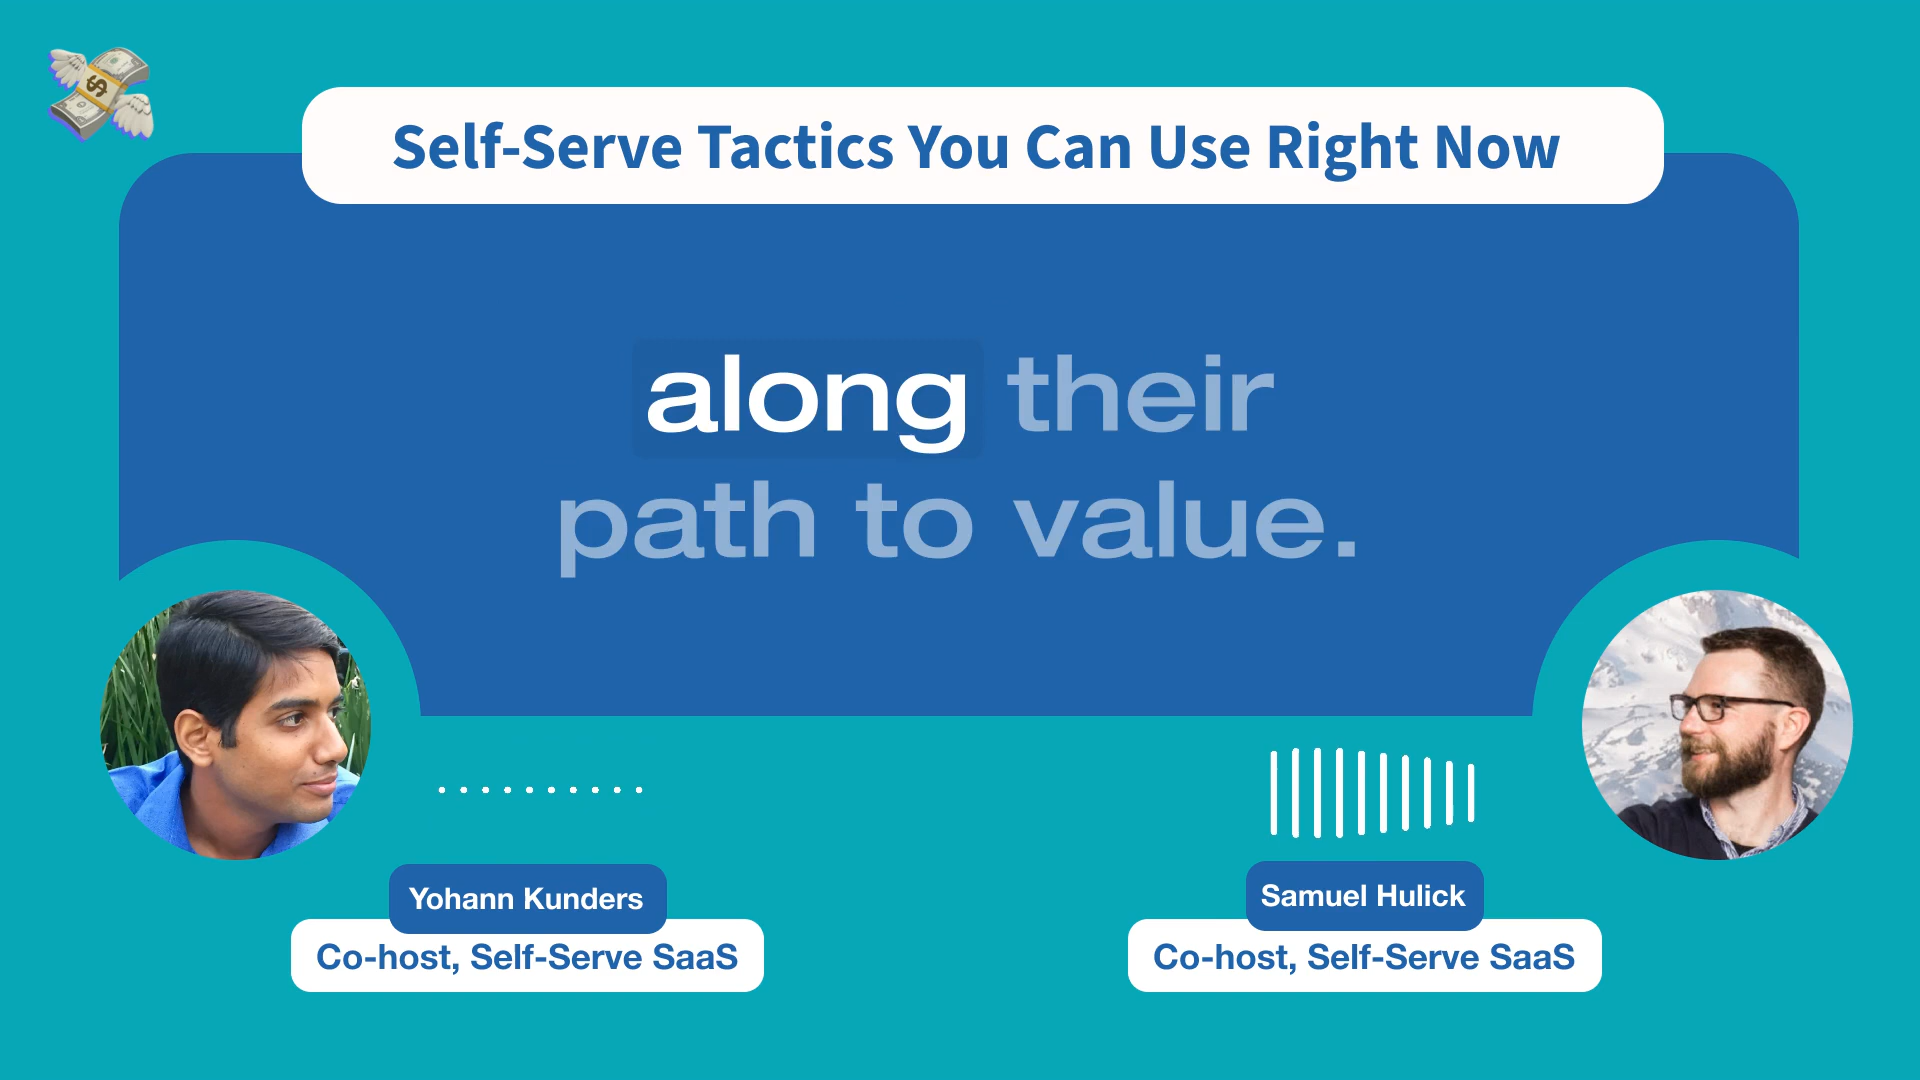 Self-Serve Tactics You Can Use Right Now
along their
path to value.
Yohann Kunders
Co-host, Self-Serve SaaS
Samuel Hulick
Co-host, Self-Serve SaaS